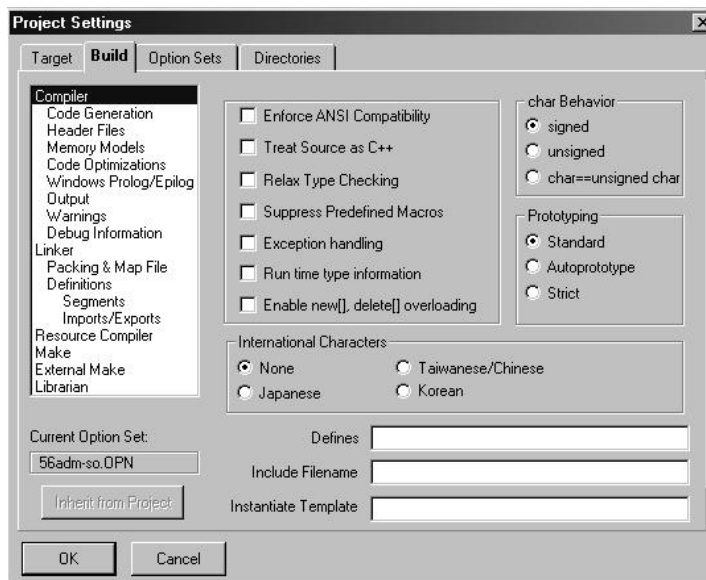 Project Settings
Target
Build
Option Sets
Directories
Compiler
Code Generation
Header Files
Memory Models
Code Optimizations
Windows Prolog/Epilog
Output
Warnings
Debug Information
Linker
Packing & Map File
Definitions
Segments
Imports/Exports
Resource Compiler
Make
External Make
Librarian
Enforce ANSI Compatibility
Treat Source as C++
Relax Type Checking
Suppress Predefined Macros
Exception handling
Run time type information
Enable new[], delete[] overloading
char Behavior
signed
unsigned
char==unsigned char
Prototyping
Standard
Autoprototype
Strict
International Characters
None
Taiwanese/Chinese
Japanese
Korean
Current Option Set:
56adm-so.OPN
Inherit from Project
Defines
Include Filename
Instantiate Template
OK
Cancel